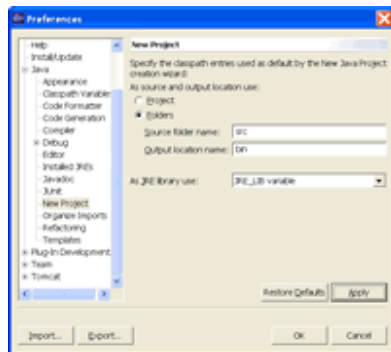 Preferences
Help
Install/Update
Java
Appearance
Classpath Variable
Code Formatter
Code Generation
Compiler
Debug
Editor
Installed JREs
Javadoc
JUnit
New Project
Organize Imports
Refactoring
Templates
Plug-In Development
Team
Tomcat
New Project
Specify the classpath entries used as default by the New Java Project
creation wizard:
As source and output location use:
Project
Folders
Source folder name: src
Output location name: bin
As JRE library use: JRE_LIB variable
Restore Defaults Apply
Import... Export... OK Cancel